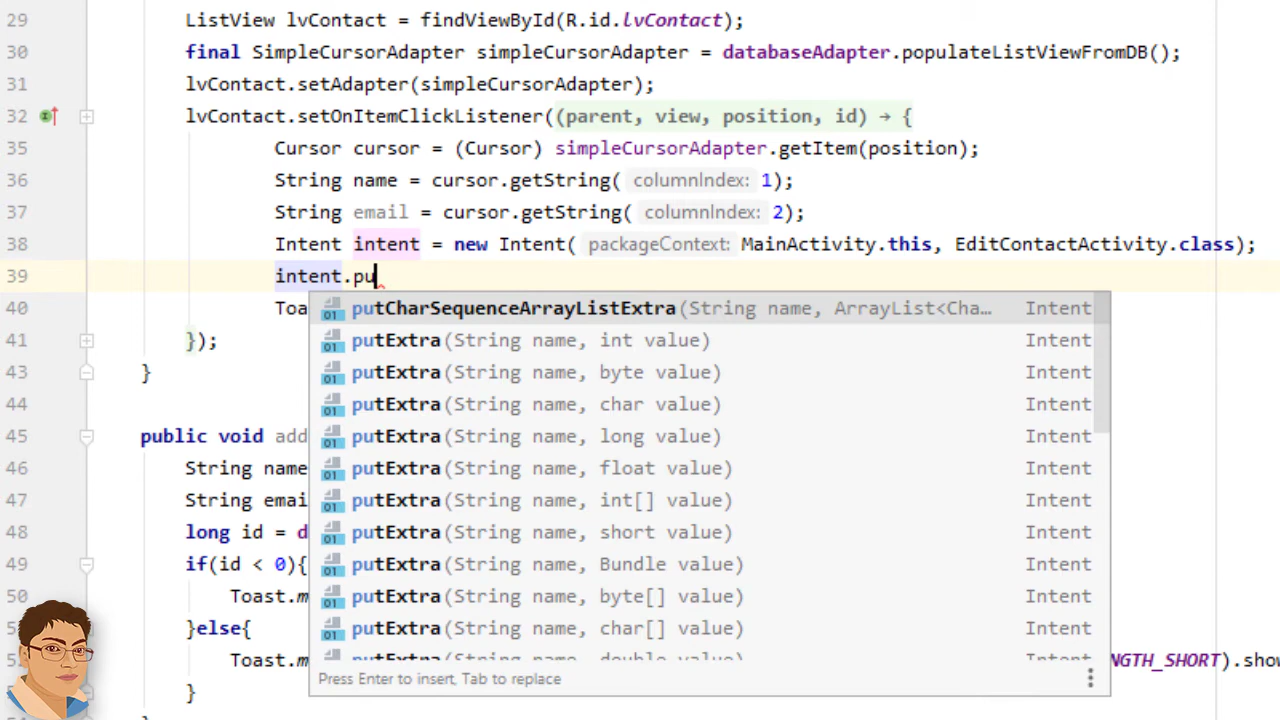 29 ListView lvContact = findViewById(R.id.lvContact);
30 final SimpleCursorAdapter simpleCursorAdapter = databaseAdapter.populateListViewFromDB();
31 lvContact.setAdapter(simpleCursorAdapter);
32 lvContact.setOnItemClickListener((parent, view, position, id) → {
35 Cursor cursor = (Cursor) simpleCursorAdapter.getItem(position);
36 String name = cursor.getString( columnIndex: 1);
37 String email = cursor.getString( columnIndex: 2);
38 Intent intent = new Intent( packageContext: MainActivity.this, EditContactActivity.class);
39 intent.pu
40 Toa
putCharSequenceArrayListExtra(String name, ArrayList<Cha… Intent
putExtra(String name, int value) Intent
putExtra(String name, byte value) Intent
putExtra(String name, char value) Intent
putExtra(String name, long value) Intent
putExtra(String name, float value) Intent
putExtra(String name, int[] value) Intent
putExtra(String name, short value) Intent
putExtra(String name, Bundle value) Intent
putExtra(String name, byte[] value) Intent
putExtra(String name, char[] value) Intent
putExtra(String name, double value) Intent
Press Enter to insert, Tab to replace
41 });
43 }
44
45 public void add
46 String name
47 String emai
48 long id = d
49 if(id < 0){
50 Toast.m
}else{
Toast.m NGTH_SHORT).show
}